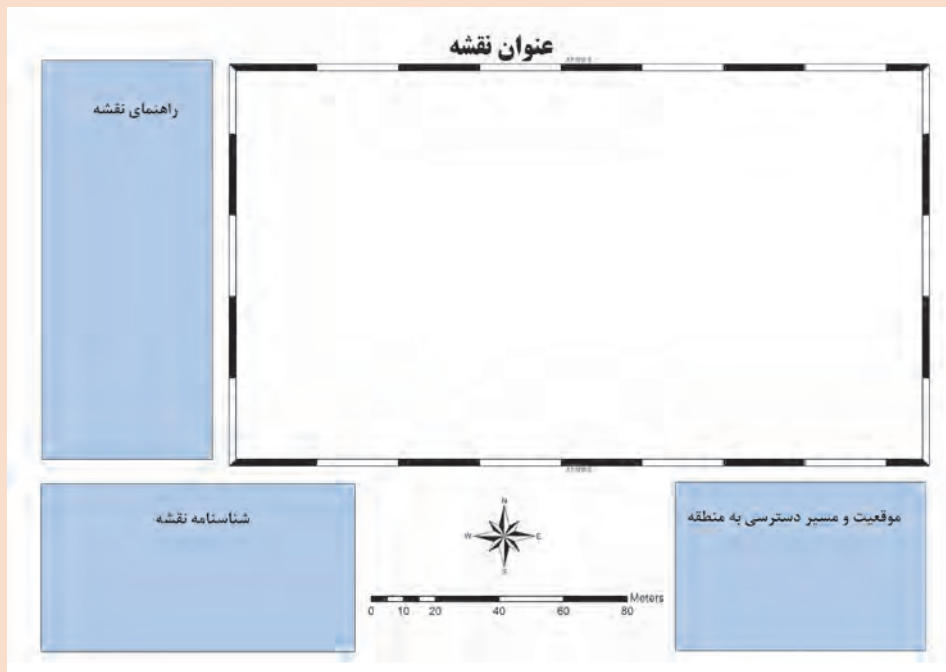 عنوان نقشه
راهنمای نقشه
شناسنامه نقشه
N
W
E
S
موقعیت و مسیر دسترسی به منطقه
Meters
0 10 20 40 60 80